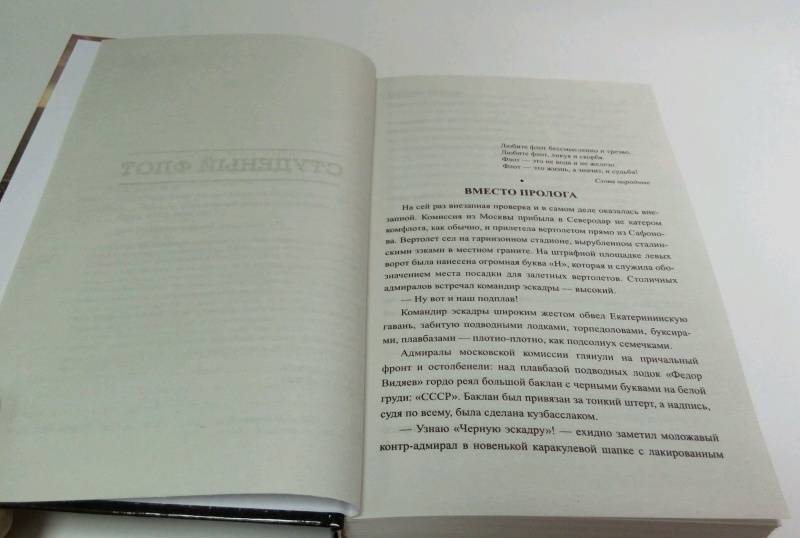 СТУДЕНЫЙ ФЛОТ
Любите флот бессмысленно и трезво.
Любите флот, ликуя и скорбя.
Флот — это не вода и не железо.
Флот — это жизнь, а значит, и судьба!
Слова народные
ВМЕСТО ПРОЛОГА
На сей раз внезапная проверка и в самом деле оказалась вне-
запной. Комиссия из Москвы прибыла в Североdар не катером
комфлота, как обычно, и прилетела вертолетом прямо из Сафоно-
ва. Вертолет сел на гарнизонном стадионе, вырубленном сталин-
скими зэками в местном граните. На штрафной площадке левых
ворот была нанесена огромная буква «Н», которая и служила обо-
значением места посадки для залетных вертолетов. Столичных
адмиралов встречал командир эскадры — высокий.
— Ну вот и наш подплав!
Командир эскадры широким жестом обвел Екатерининскую
гавань, забитую подводными лодками, торпедоловами, буксира-
ми, плавбазами — плотно-плотно, как подсолнух семечками.
Адмиралы московской комиссии глянули на причальный
фронт и остолбенели: над плавбазой подводных лодок «Федор
Видяев» гордо реял большой баклан с черными буквами на белой
груди: «СССР». Баклан был привязан за тонкий штерт, а надпись,
судя по всему, была сделана кузбасслаком.
— Узнаю «Черную эскадру»! — ехидно заметил моложавый
контр-адмирал в новенькой каракулевой шапке с лакированным